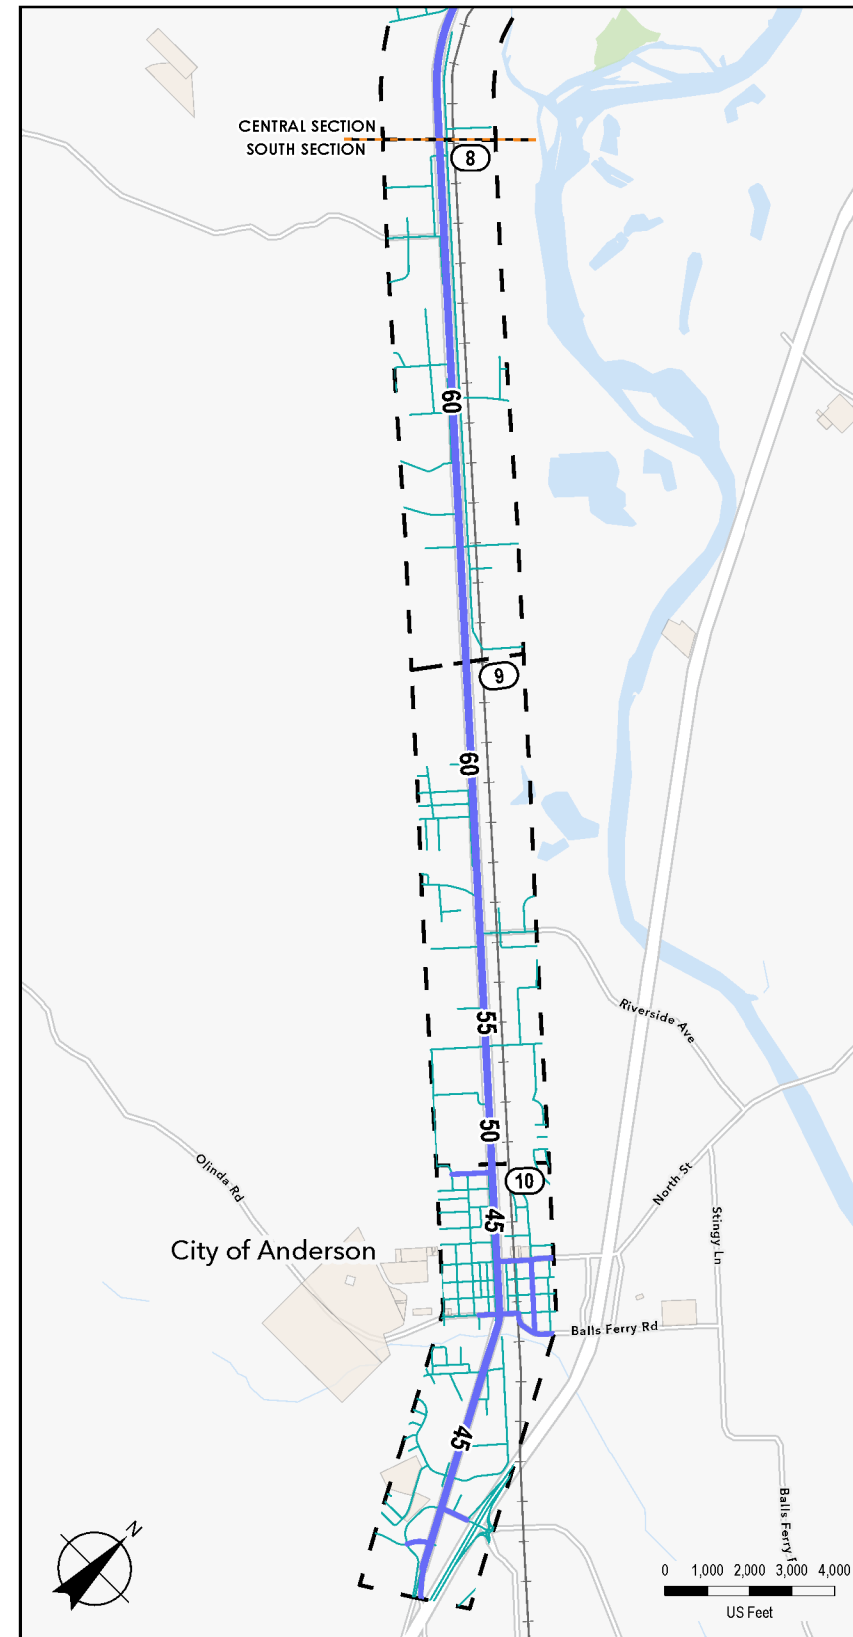 CENTRAL SECTION
SOUTH SECTION
8
60
9
60
Riverside Ave
55
50
Olinda Rd
10
North St
45
Stingy Ln
City of Anderson
Balls Ferry Rd
45
Balls Ferry
N
0 1,000 2,000 3,000 4,000
US Feet